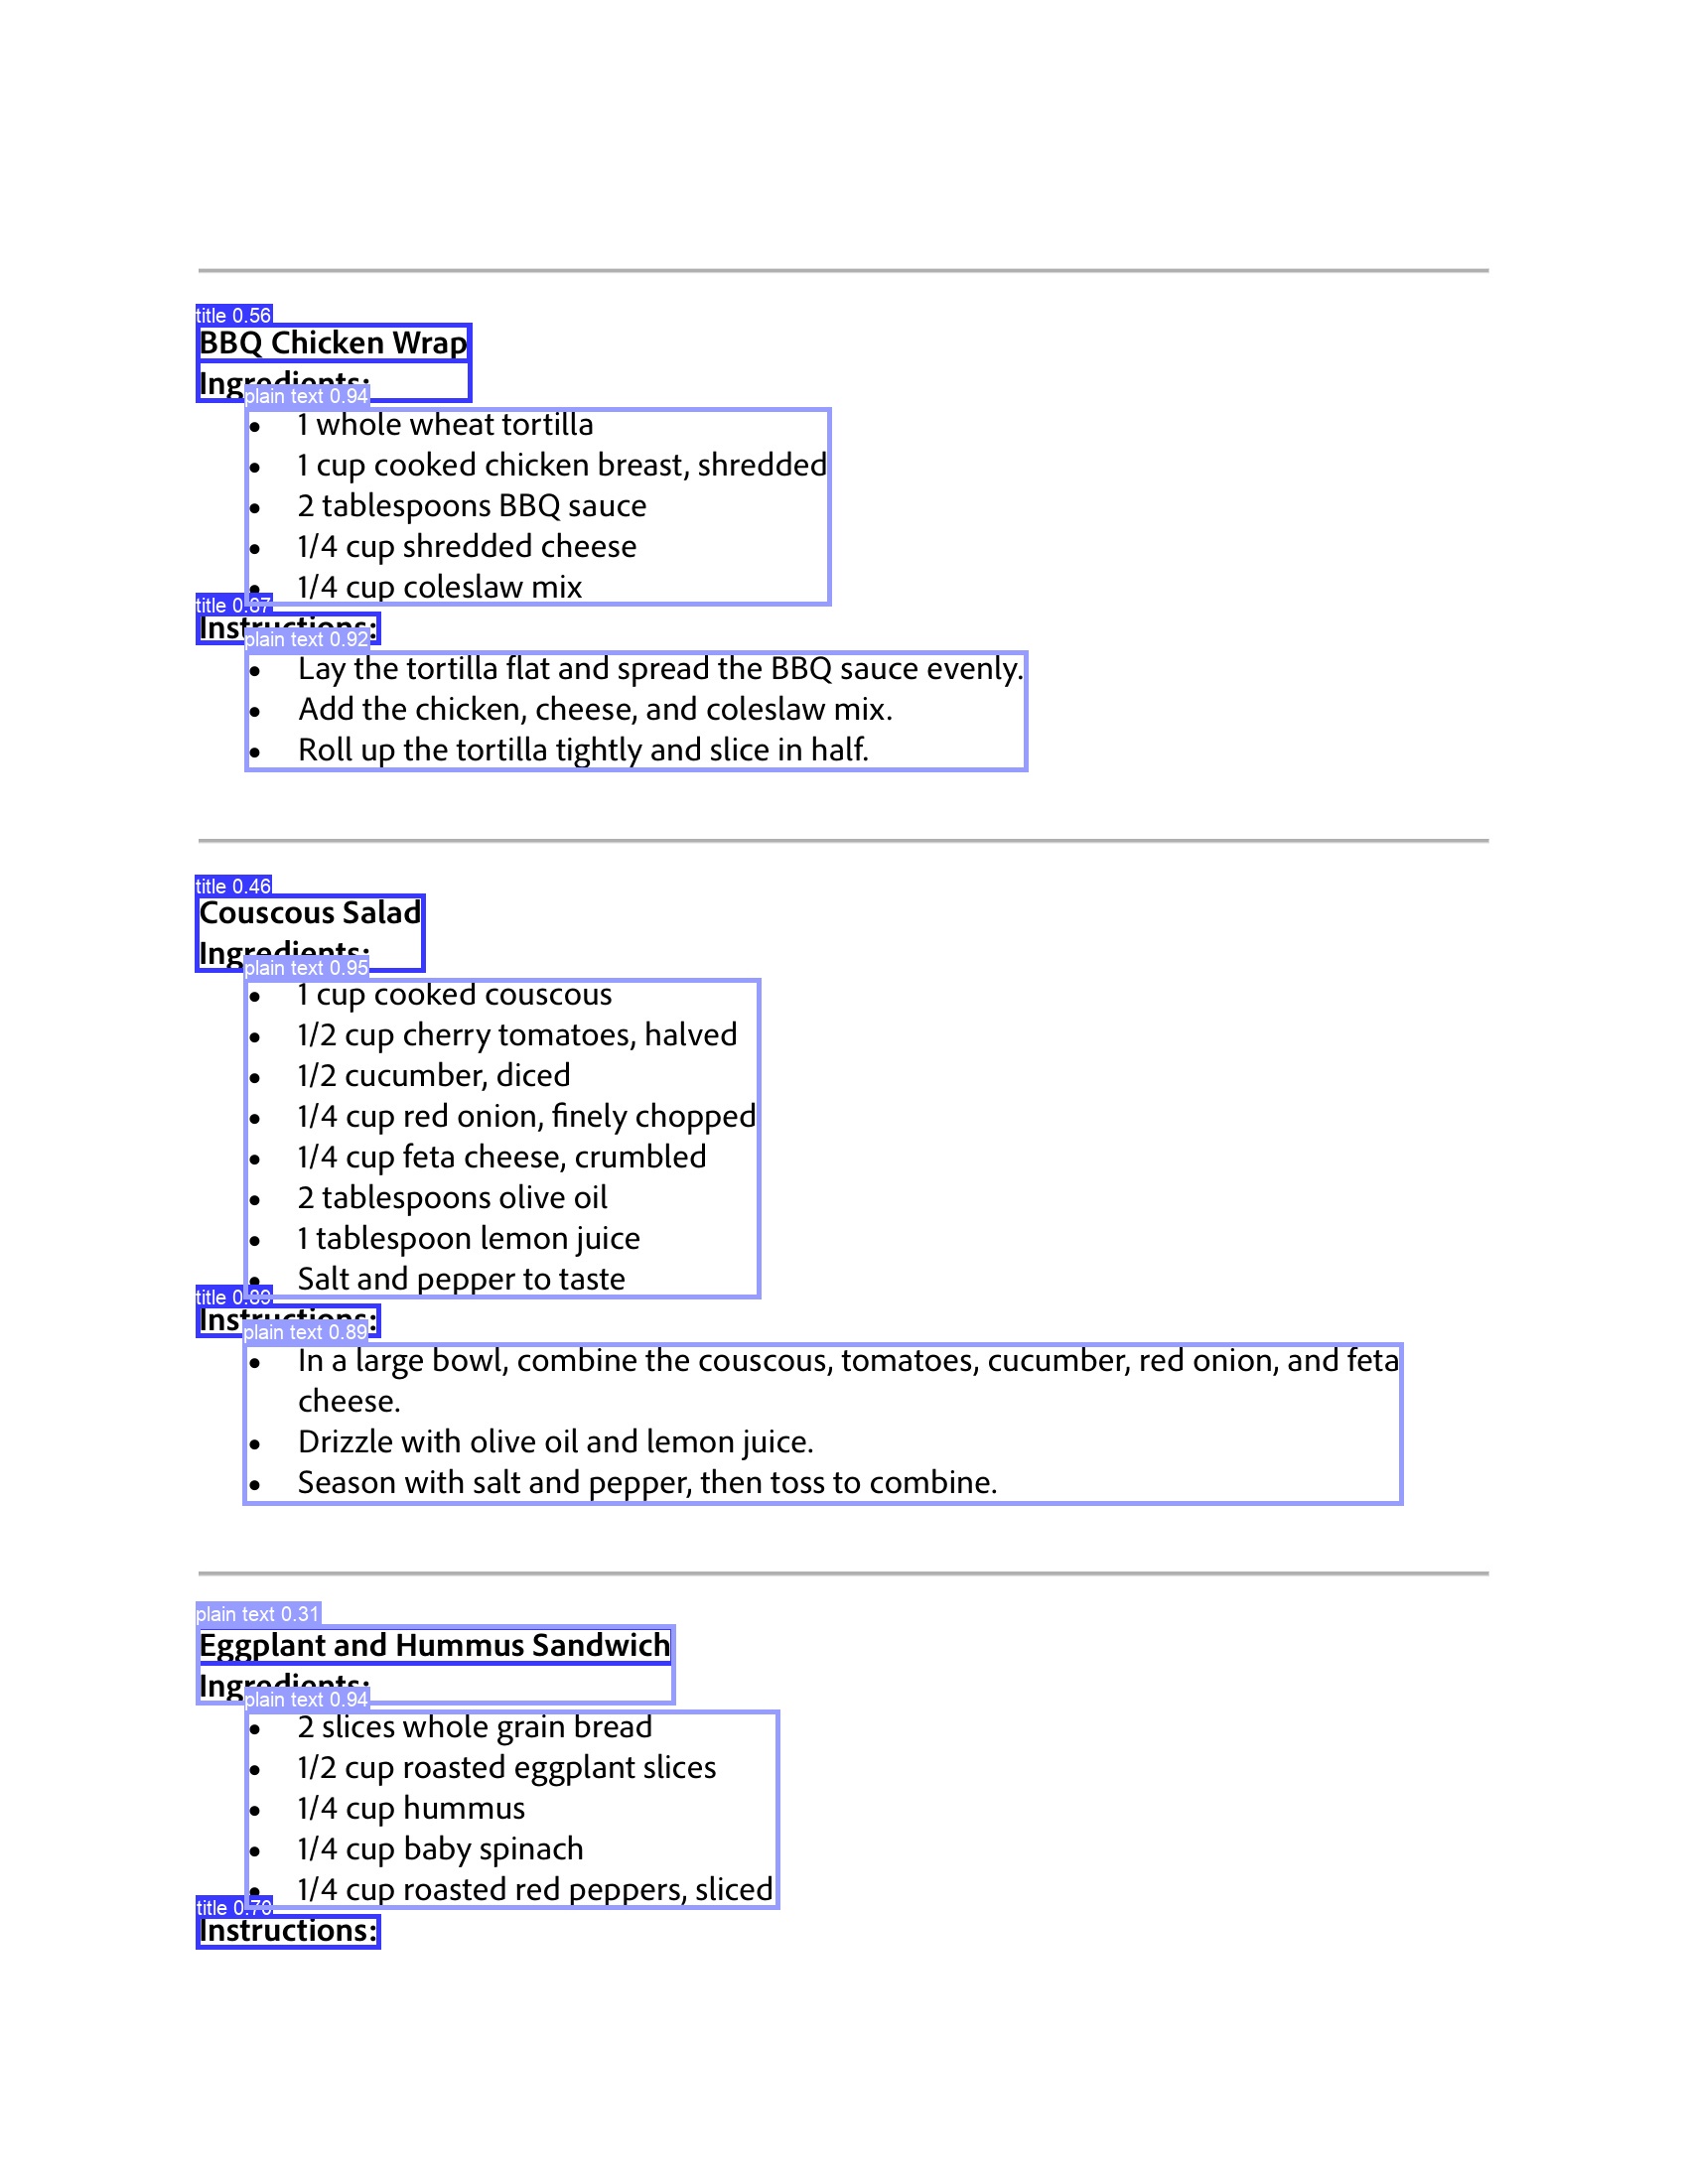 title 0.56
BBQ Chicken Wrap
Ingredients:
plain text 0.94
• 1 whole wheat tortilla
• 1 cup cooked chicken breast, shredded
• 2 tablespoons BBQ sauce
• 1/4 cup shredded cheese
• 1/4 cup coleslaw mix
title 0.87
Instructions:
plain text 0.92
• Lay the tortilla flat and spread the BBQ sauce evenly.
• Add the chicken, cheese, and coleslaw mix.
• Roll up the tortilla tightly and slice in half.
title 0.46
Couscous Salad
Ingredients:
plain text 0.95
• 1 cup cooked couscous
• 1/2 cup cherry tomatoes, halved
• 1/2 cucumber, diced
• 1/4 cup red onion, finely chopped
• 1/4 cup feta cheese, crumbled
• 2 tablespoons olive oil
• 1 tablespoon lemon juice
• Salt and pepper to taste
title
Instructions:
plain text 0.89
• In a large bowl, combine the couscous, tomatoes, cucumber, red onion, and feta
cheese.
• Drizzle with olive oil and lemon juice.
• Season with salt and pepper, then toss to combine.
plain text 0.31
Eggplant and Hummus Sandwich
Ingredients:
plain text 0.94
• 2 slices whole grain bread
• 1/2 cup roasted eggplant slices
• 1/4 cup hummus
• 1/4 cup baby spinach
• 1/4 cup roasted red peppers, sliced
title 0.70
Instructions: